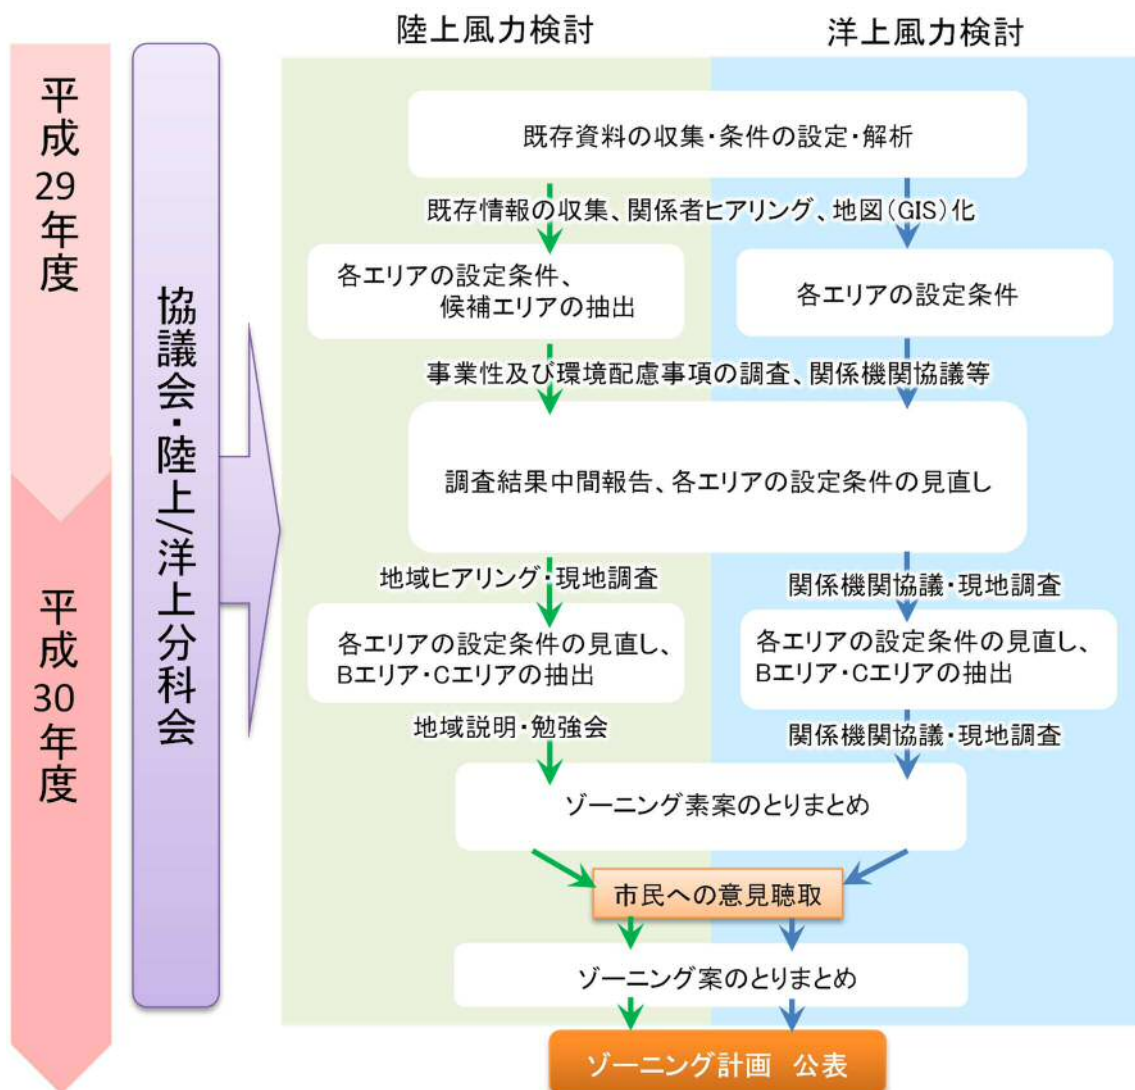 陸上風力検討
洋上風力検討
平成29年度
平成30年度
協議会・陸上/洋上分科会
既存資料の収集・条件の設定・解析
既存情報の収集、関係者ヒアリング、地図(GIS)化
各エリアの設定条件、
候補エリアの抽出
各エリアの設定条件
事業性及び環境配慮事項の調査、関係機関協議等
調査結果中間報告、各エリアの設定条件の見直し
地域ヒアリング・現地調査
関係機関協議・現地調査
各エリアの設定条件の見直し、
Bエリア・Cエリアの抽出
各エリアの設定条件の見直し、
Bエリア・Cエリアの抽出
地域説明・勉強会
関係機関協議・現地調査
ゾーニング素案のとりまとめ
市民への意見聴取
ゾーニング案のとりまとめ
ゾーニング計画 公表